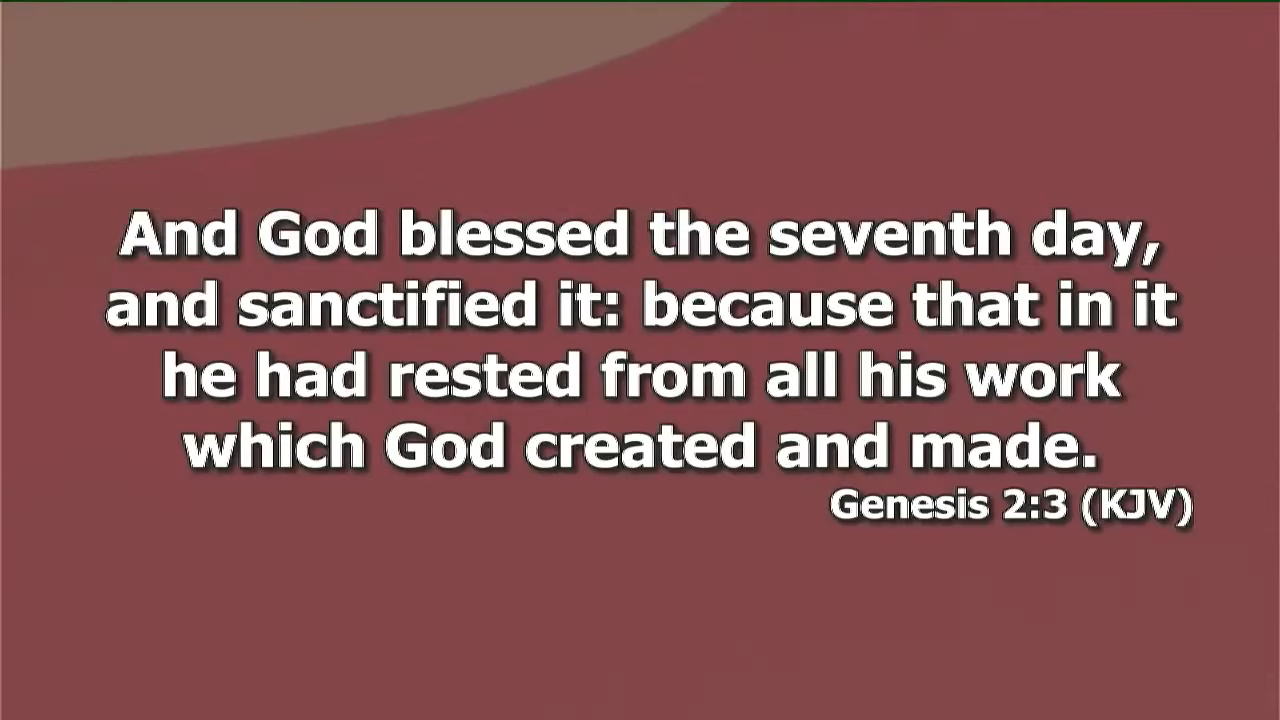 And God blessed the seventh day,
and sanctified it: because that in it
he had rested from all his work
which God created and made.
Genesis 2:3 (KJV)